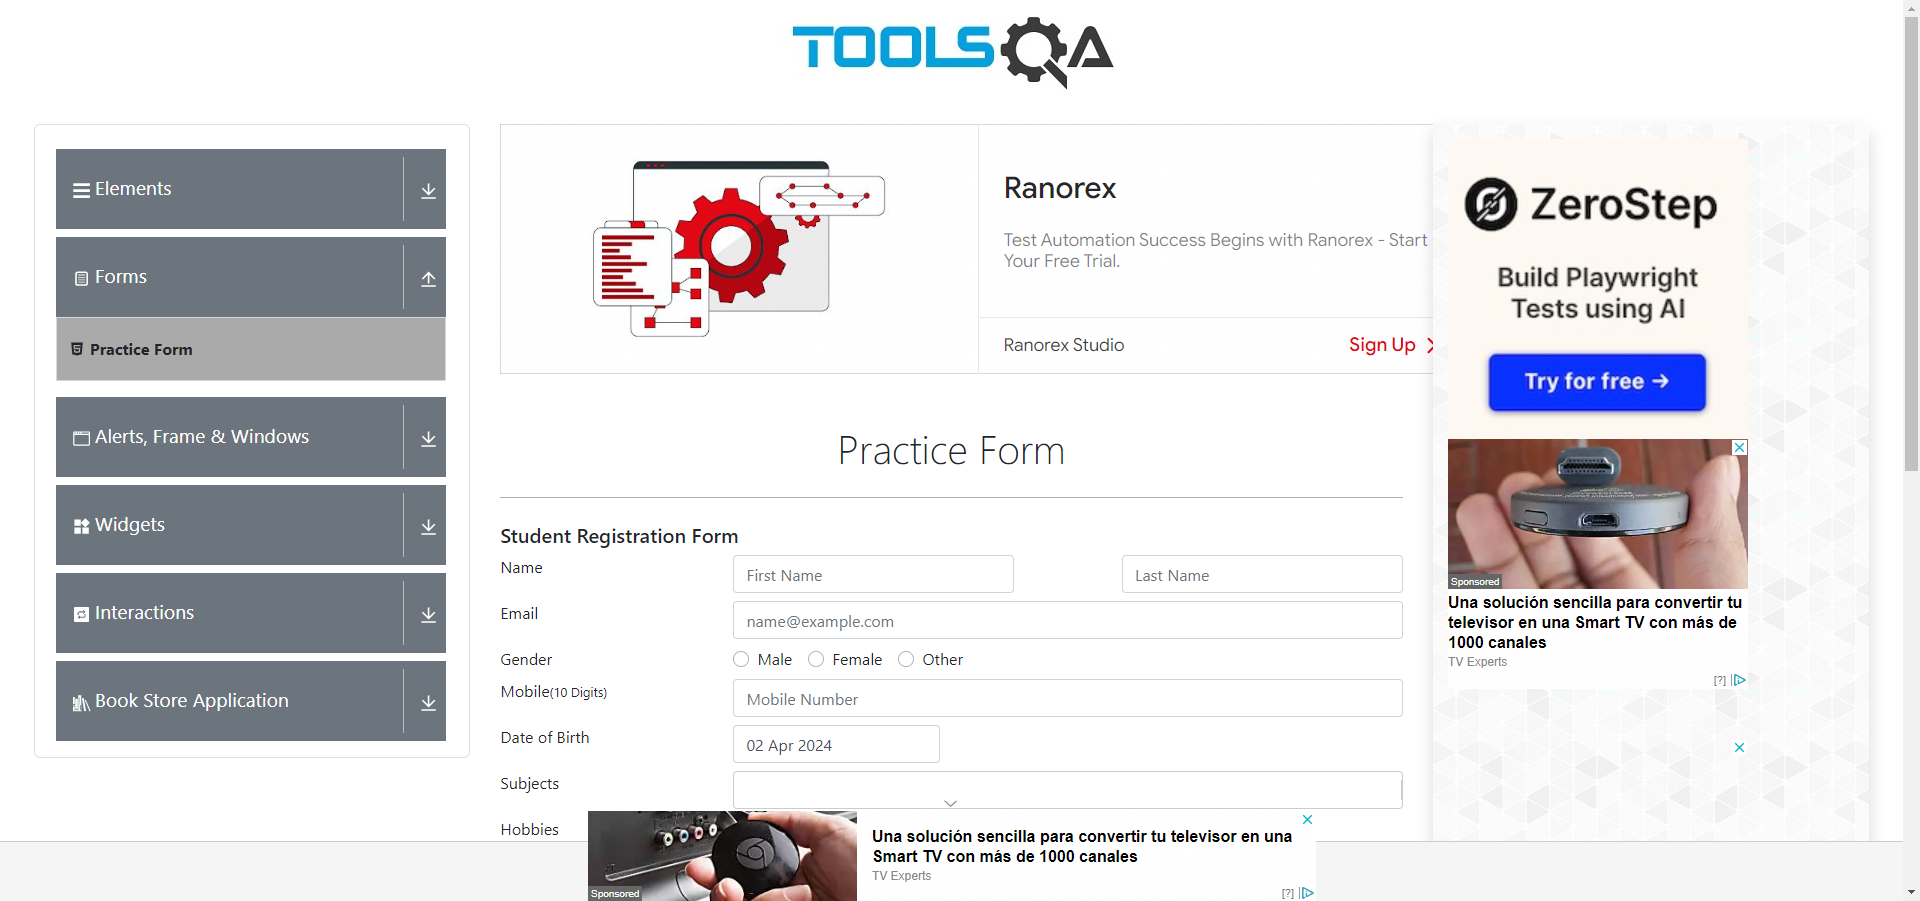 TOOLSQA
Elements
Forms
Practice Form
Alerts, Frame & Windows
Widgets
Interactions
Book Store Application
Ranorex
Test Automation Success Begins with Ranorex - Start
Your Free Trial.
Ranorex Studio
Sign Up
Practice Form
Student Registration Form
Name
First Name
Last Name
Email
name@example.com
Gender
Male
Female
Other
Mobile(10 Digits)
Mobile Number
Date of Birth
02 Apr 2024
Subjects
Hobbies
ZeroStep
Build Playwright
Tests using AI
Try for free →
Sponsored
Una solución sencilla para convertir tu
televisor en una Smart TV con más de
1000 canales
TV Experts
[?]
Sponsored
Una solución sencilla para convertir tu televisor en una
Smart TV con más de 1000 canales
TV Experts
[?]